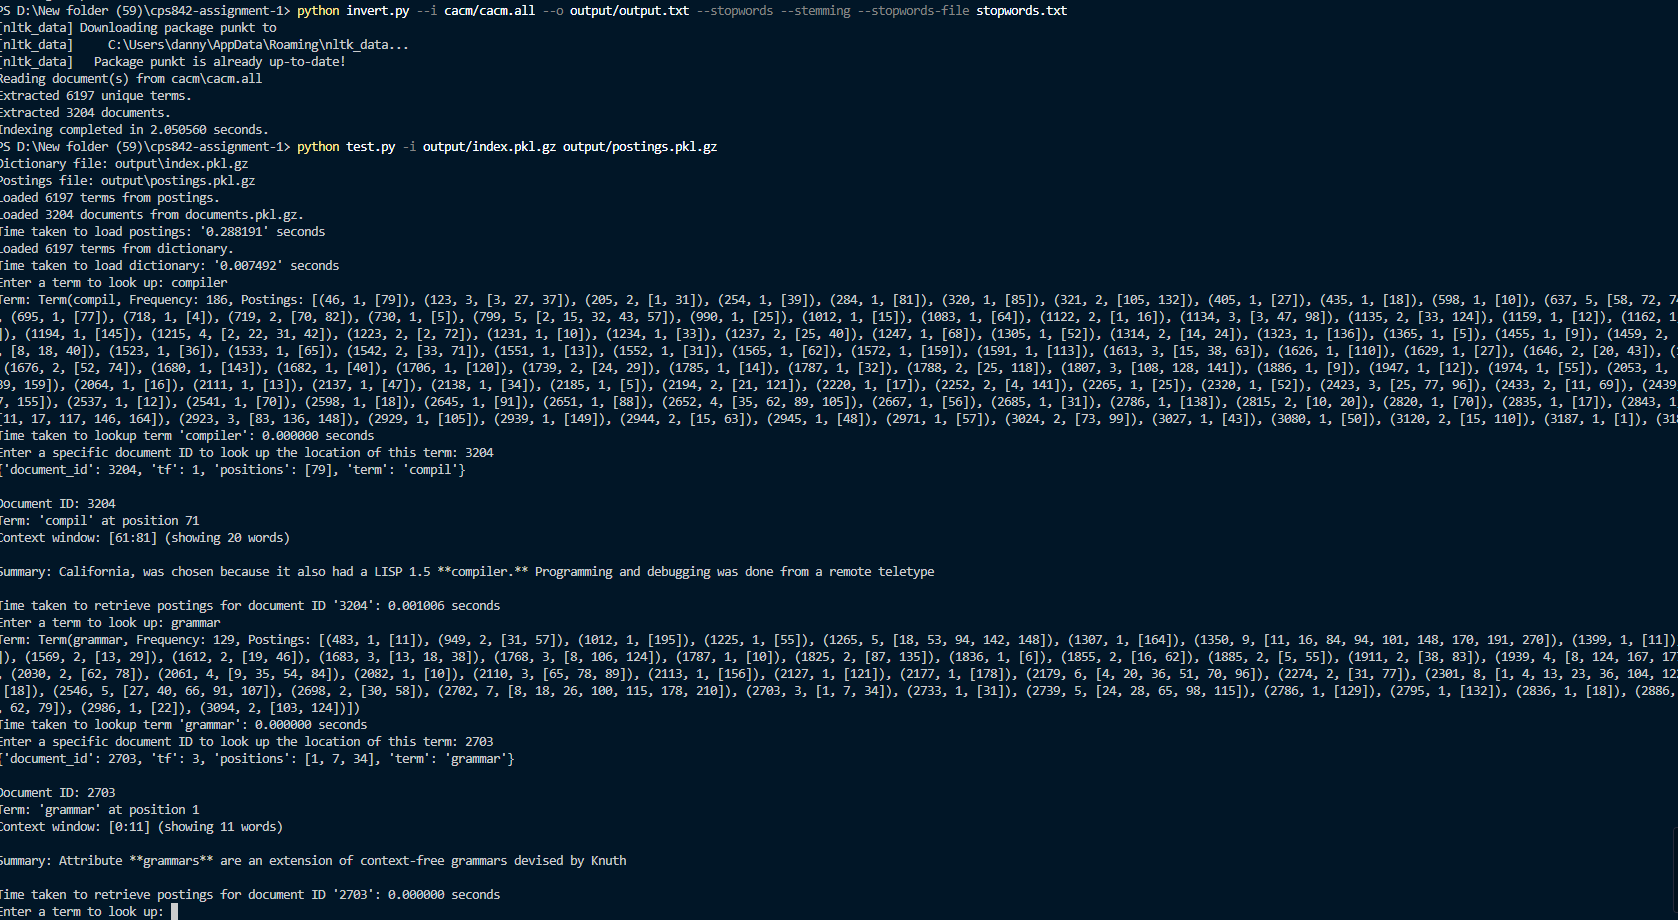 PS D:\New folder (59)\cps842-assignment-1> python invert.py --i cacm/cacm.all --o output/output.txt --stopwords --stemming --stopwords-file stopwords.txt
[nltk_data] Downloading package punkt to
[nltk_data]     C:\Users\danny\AppData\Roaming\nltk_data...
[nltk_data]   Package punkt is already up-to-date!
Reading document(s) from cacm\cacm.all
Extracted 6197 unique terms.
Extracted 3204 documents.
Indexing completed in 2.050560 seconds.
PS D:\New folder (59)\cps842-assignment-1> python test.py -i output/index.pkl.gz output/postings.pkl.gz
Dictionary file: output\index.pkl.gz
Postings file: output\postings.pkl.gz
Loaded 6197 terms from postings.
Loaded 3204 documents from documents.pkl.gz.
Time taken to load postings: '0.288191' seconds
Loaded 6197 terms from dictionary.
Time taken to load dictionary: '0.007492' seconds
Enter a term to look up: compiler
Term: Term(compil, Frequency: 186, Postings: [(46, 1, [79]), (123, 3, [3, 27, 37]), (205, 2, [1, 31]), (254, 1, [39]), (284, 1, [81]), (320, 1, [85]), (321, 2, [105, 132]), (405, 1, [27]), (435, 1, [18]), (598, 1, [10]), (637, 5, [58, 72, 74
, (695, 1, [77]), (718, 1, [4]), (719, 2, [70, 82]), (730, 1, [5]), (799, 5, [2, 15, 32, 43, 57]), (990, 1, [25]), (1012, 1, [15]), (1083, 1, [64]), (1122, 2, [1, 16]), (1134, 3, [3, 47, 98]), (1135, 2, [33, 124]), (1159, 1, [12]), (1162, 1
]), (1194, 1, [145]), (1215, 4, [2, 22, 31, 42]), (1223, 2, [2, 72]), (1231, 1, [10]), (1234, 1, [33]), (1237, 2, [25, 40]), (1247, 1, [68]), (1305, 1, [52]), (1314, 2, [14, 24]), (1323, 1, [136]), (1365, 1, [5]), (1455, 1, [9]), (1459, 2,
, [8, 18, 40]), (1523, 1, [36]), (1533, 1, [65]), (1542, 2, [33, 71]), (1551, 1, [13]), (1552, 1, [31]), (1565, 1, [62]), (1572, 1, [159]), (1591, 1, [113]), (1613, 3, [15, 38, 63]), (1626, 1, [110]), (1629, 1, [27]), (1646, 2, [20, 43]), (
(1676, 2, [52, 74]), (1680, 1, [143]), (1682, 1, [40]), (1706, 1, [120]), (1739, 2, [24, 29]), (1785, 1, [14]), (1787, 1, [32]), (1788, 2, [25, 118]), (1807, 3, [108, 128, 141]), (1886, 1, [9]), (1947, 1, [12]), (1974, 1, [55]), (2053, 1,
39, 159]), (2064, 1, [16]), (2111, 1, [13]), (2137, 1, [47]), (2138, 1, [34]), (2185, 1, [5]), (2194, 2, [21, 121]), (2220, 1, [17]), (2252, 2, [4, 141]), (2265, 1, [25]), (2320, 1, [52]), (2423, 3, [25, 77, 96]), (2433, 2, [11, 69]), (2439
7, 155]), (2537, 1, [12]), (2541, 1, [70]), (2598, 1, [18]), (2645, 1, [91]), (2651, 1, [88]), (2652, 4, [35, 62, 89, 105]), (2667, 1, [56]), (2685, 1, [31]), (2786, 1, [138]), (2815, 2, [10, 20]), (2820, 1, [70]), (2835, 1, [17]), (2843, 1
[11, 17, 117, 146, 164]), (2923, 3, [83, 136, 148]), (2929, 1, [105]), (2939, 1, [149]), (2944, 2, [15, 63]), (2945, 1, [48]), (2971, 1, [57]), (3024, 2, [73, 99]), (3027, 1, [43]), (3080, 1, [50]), (3120, 2, [15, 110]), (3187, 1, [1]), (318
Time taken to lookup term 'compiler': 0.000000 seconds
Enter a specific document ID to look up the location of this term: 3204
{'document_id': 3204, 'tf': 1, 'positions': [79], 'term': 'compil'}
Document ID: 3204
Term: 'compil' at position 71
Context window: [61:81] (showing 20 words)
Summary: California, was chosen because it also had a LISP 1.5 **compiler.** Programming and debugging was done from a remote teletype
Time taken to retrieve postings for document ID '3204': 0.001006 seconds
Enter a term to look up: grammar
Term: Term(grammar, Frequency: 129, Postings: [(483, 1, [11]), (949, 2, [31, 57]), (1012, 1, [195]), (1225, 1, [55]), (1265, 5, [18, 53, 94, 142, 148]), (1307, 1, [164]), (1350, 9, [11, 16, 84, 94, 101, 148, 170, 191, 270]), (1399, 1, [11])
]), (1569, 2, [13, 29]), (1612, 2, [19, 46]), (1683, 3, [13, 18, 38]), (1768, 3, [8, 106, 124]), (1787, 1, [10]), (1825, 2, [87, 135]), (1836, 1, [6]), (1855, 2, [16, 62]), (1885, 2, [5, 55]), (1911, 2, [38, 83]), (1939, 4, [8, 124, 167, 17
, (2030, 2, [62, 78]), (2061, 4, [9, 35, 54, 84]), (2082, 1, [10]), (2110, 3, [65, 78, 89]), (2113, 1, [156]), (2127, 1, [121]), (2177, 1, [178]), (2179, 6, [4, 20, 36, 51, 70, 96]), (2274, 2, [31, 77]), (2301, 8, [1, 4, 13, 23, 36, 104, 12
[18]), (2546, 5, [27, 40, 66, 91, 107]), (2698, 2, [30, 58]), (2702, 7, [8, 18, 26, 100, 115, 178, 210]), (2703, 3, [1, 7, 34]), (2733, 1, [31]), (2739, 5, [24, 28, 65, 98, 115]), (2786, 1, [129]), (2795, 1, [132]), (2836, 1, [18]), (2886,
, 62, 79]), (2986, 1, [22]), (3094, 2, [103, 124])])
Time taken to lookup term 'grammar': 0.000000 seconds
Enter a specific document ID to look up the location of this term: 2703
{'document_id': 2703, 'tf': 3, 'positions': [1, 7, 34], 'term': 'grammar'}
Document ID: 2703
Term: 'grammar' at position 1
Context window: [0:11] (showing 11 words)
Summary: Attribute **grammars** are an extension of context-free grammars devised by Knuth
Time taken to retrieve postings for document ID '2703': 0.000000 seconds
Enter a term to look up: